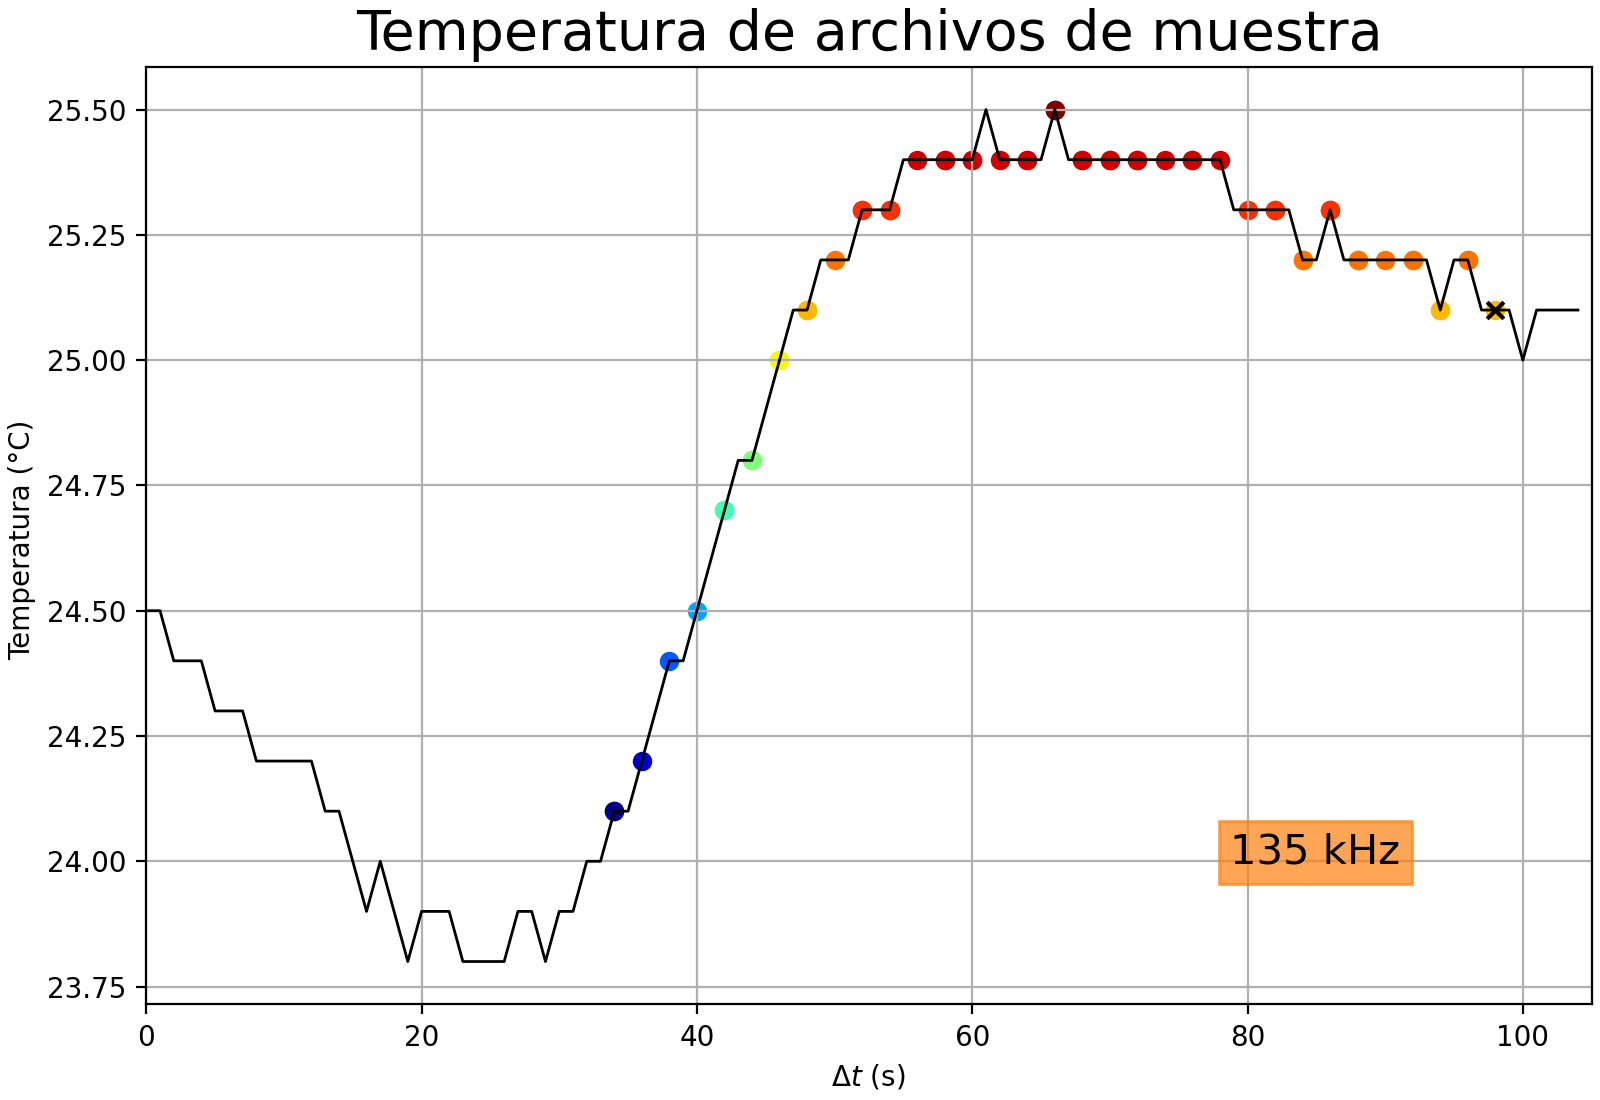 Temperatura de archivos de muestra
25.50
25.25
25.00
24.75
24.50
24.25
24.00
23.75
Temperatura (°C)
135 kHz
0 20 40 60 80 100
Δt (s)